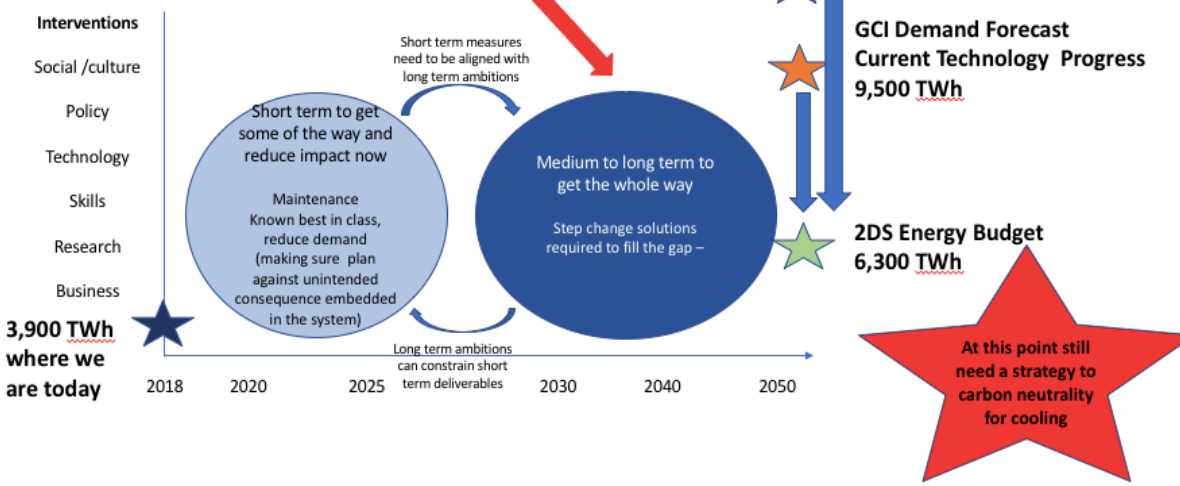 Interventions
Social /culture
Policy
Technology
Skills
Research
Business
3,900 TWh
where we
are today
Short term to get
some of the way and
reduce impact now
Maintenance
Known best in class,
reduce demand
(making sure plan
against unintended
consequence embedded
in the system)
Short term measures
need to be aligned with
long term ambitions
Long term ambitions
can constrain short
term deliverables
Medium to long term to
get the whole way
Step change solutions
required to fill the gap –
GCI Demand Forecast
Current Technology Progress
9,500 TWh
2DS Energy Budget
6,300 TWh
At this point still
need a strategy to
carbon neutrality
for cooling
2018
2020
2025
2030
2040
2050